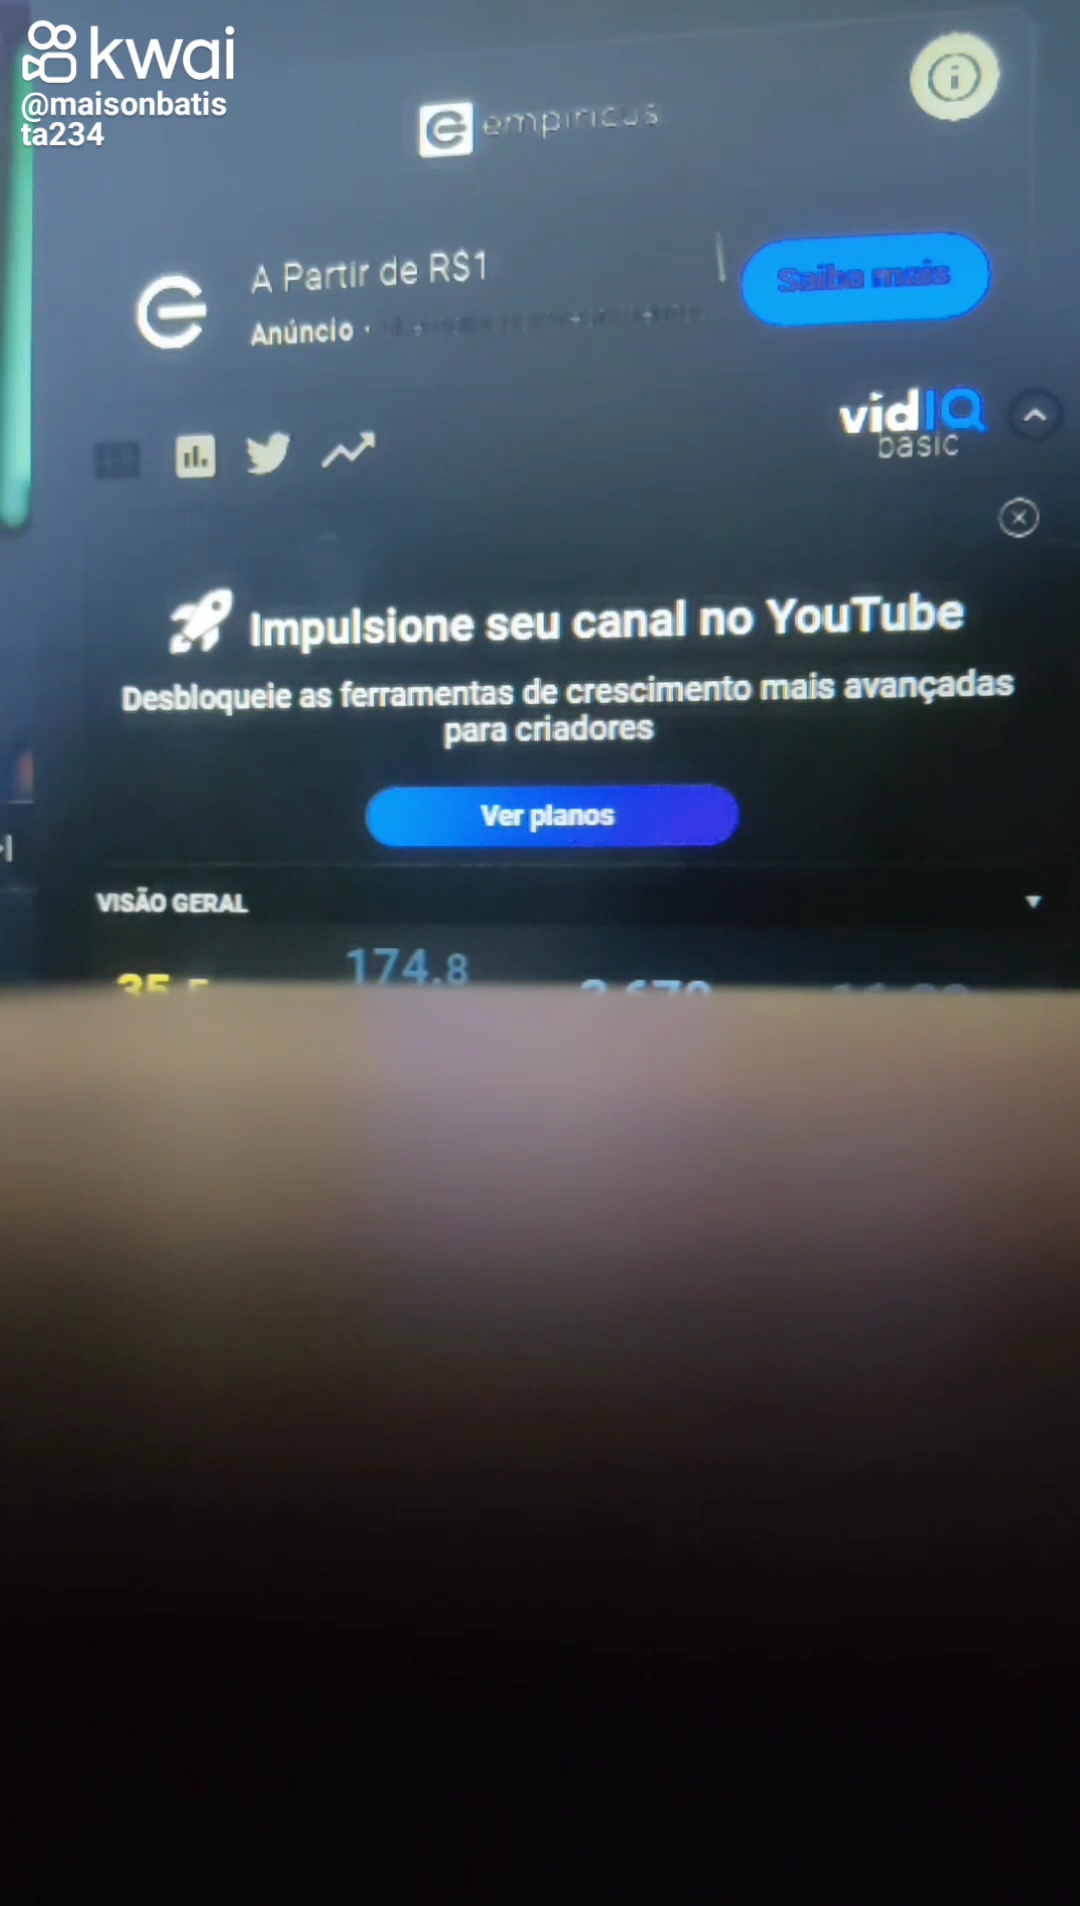 kwai
@maisonbatis
ta234
empiricus
A Partir de R$1
Saiba mais
Anúncio ·
vidIQ
basic
Impulsione seu canal no YouTube
Desbloqueie as ferramentas de crescimento mais avançadas
para criadores
Ver planos
VISÃO GERAL
174.8